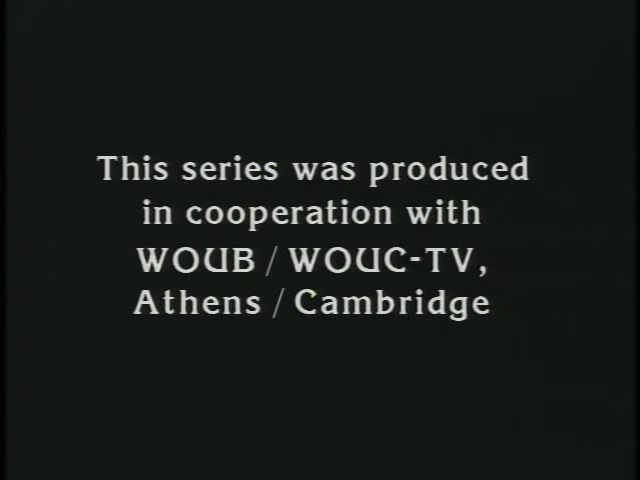 This series was produced
in cooperation with
WOUB / WOUC-TV,
Athens / Cambridge